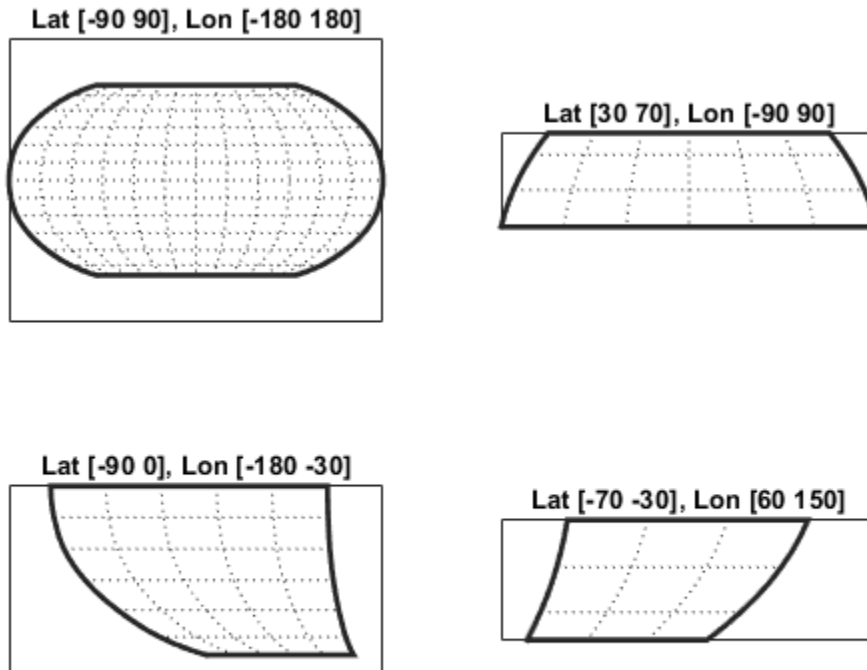 Lat [-90 90], Lon [-180 180]
Lat [30 70], Lon [-90 90]
Lat [-90 0], Lon [-180 -30]
Lat [-70 -30], Lon [60 150]